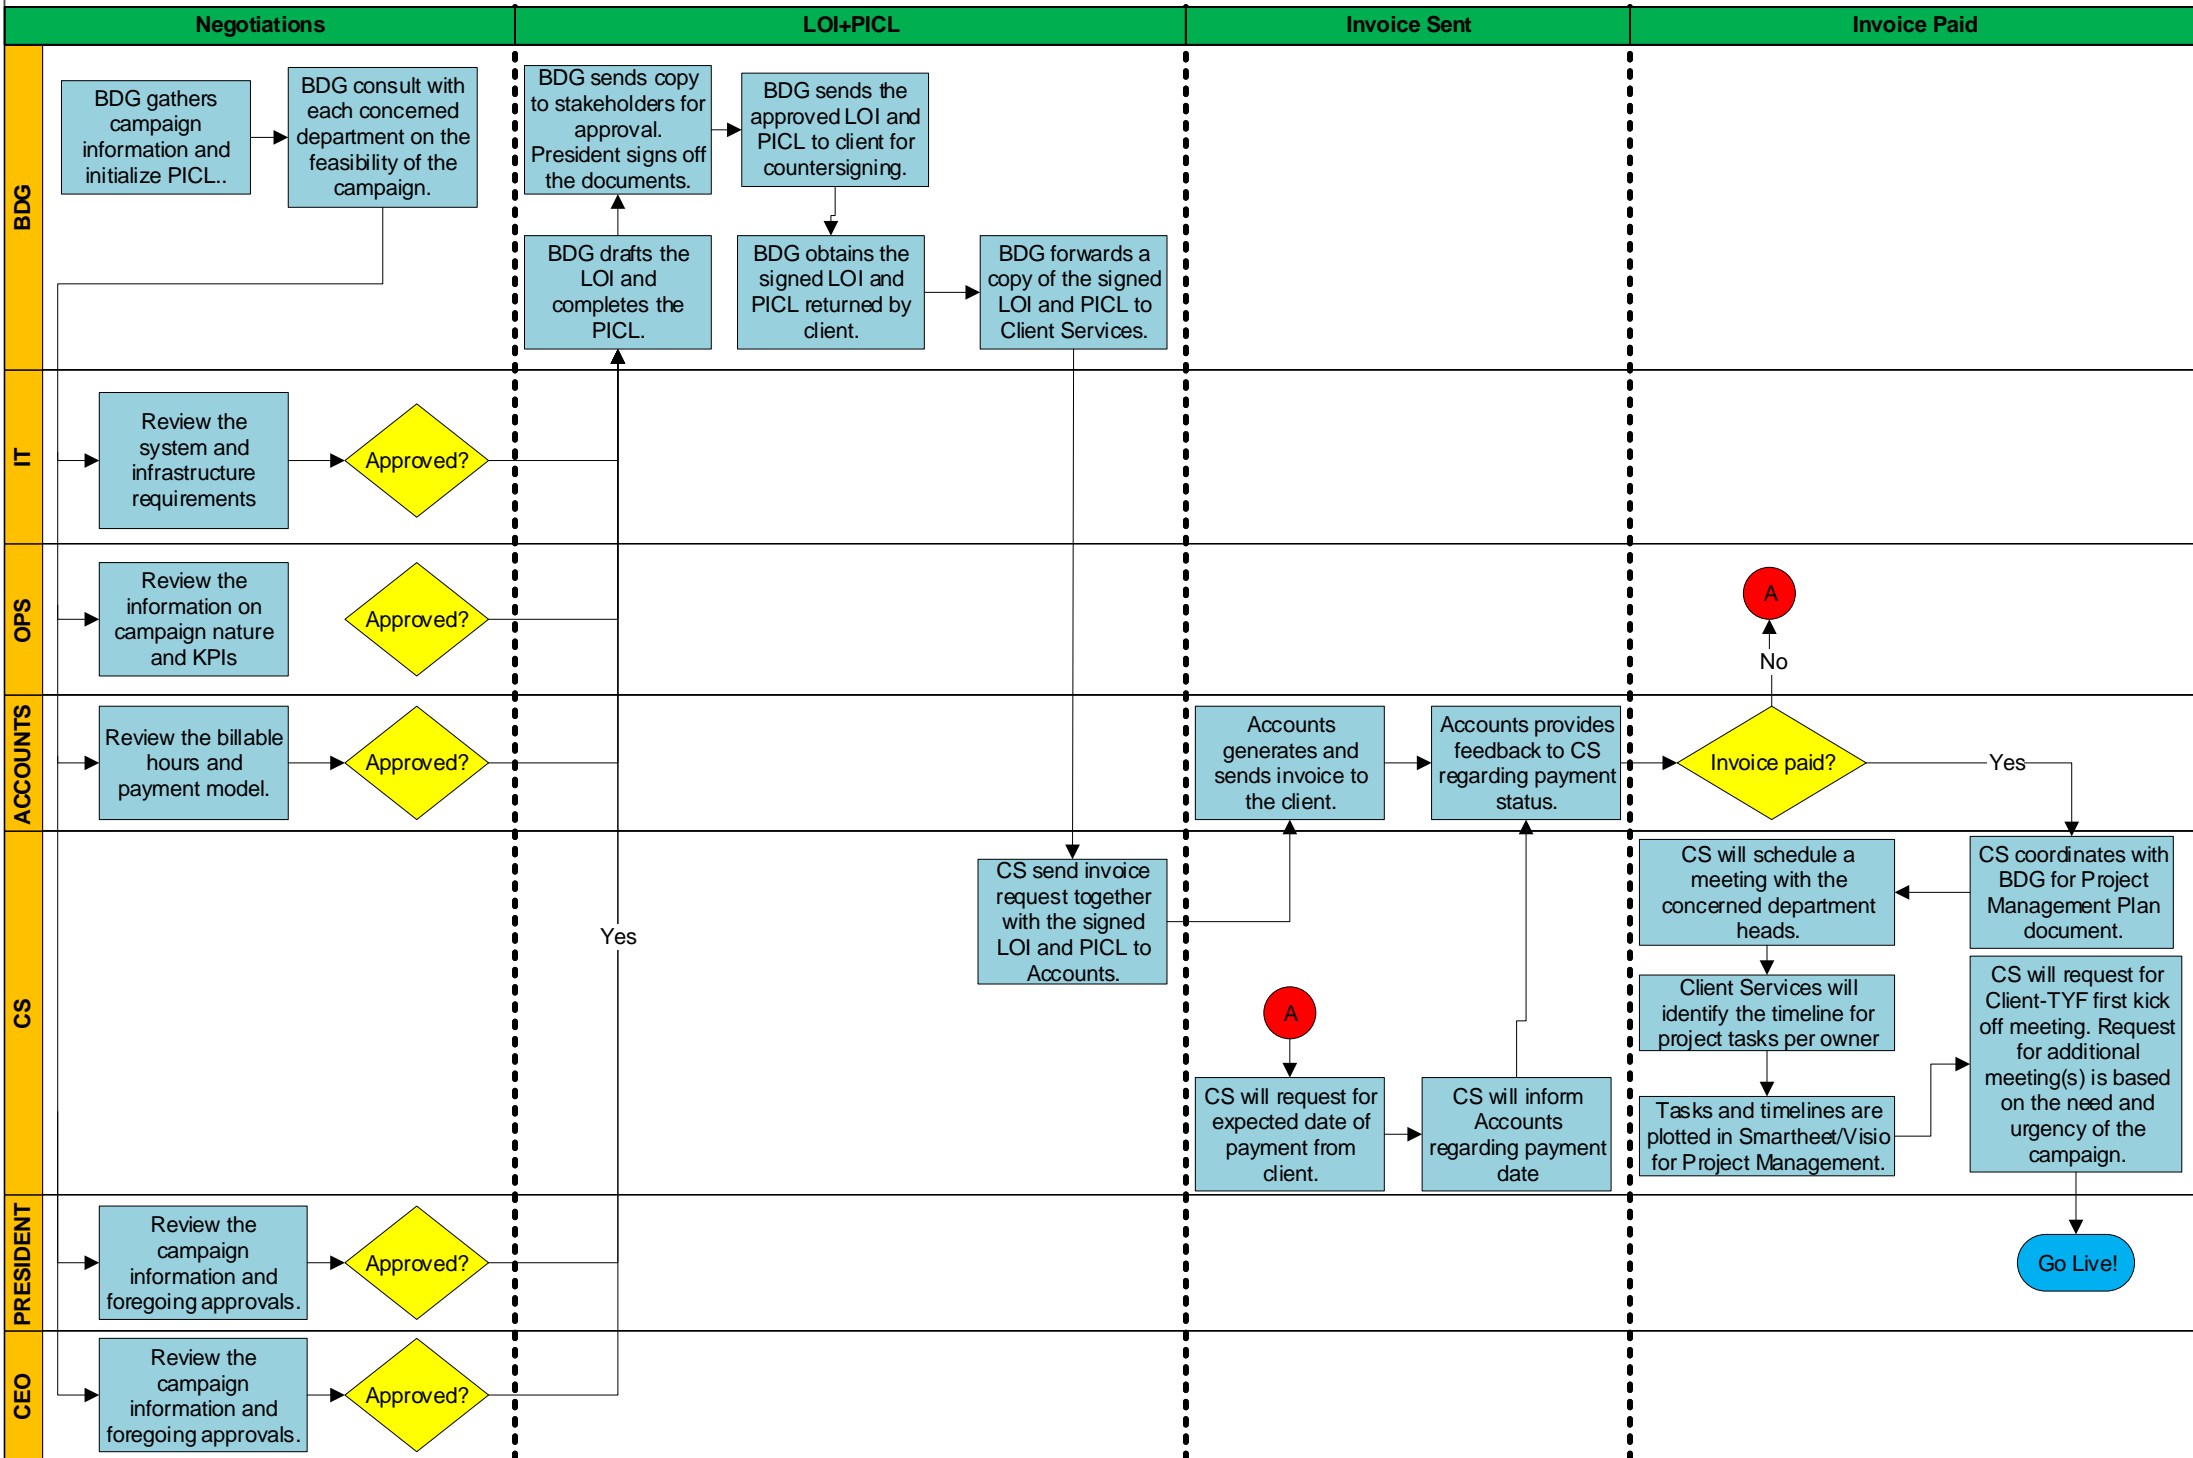 Negotiations
LOI+PICL
Invoice Sent
Invoice Paid
BDG
BDG gathers
campaign
information and
initialize PICL..
BDG consult with
each concerned
department on the
feasibility of the
campaign.
BDG sends copy
to stakeholders for
approval.
President signs off
the documents.
BDG sends the
approved LOI and
PICL to client for
countersigning.
BDG drafts the
LOI and
completes the
PICL.
BDG obtains the
signed LOI and
PICL returned by
client.
BDG forwards a
copy of the signed
LOI and PICL to
Client Services.
IT
Review the
system and
infrastructure
requirements
Approved?
OPS
Review the
information on
campaign nature
and KPIs
Approved?
A
No
ACCOUNTS
Review the billable
hours and
payment model.
Approved?
Accounts
generates and
sends invoice to
the client.
Accounts provides
feedback to CS
regarding payment
status.
Invoice paid?
Yes
CS
Yes
CS send invoice
request together
with the signed
LOI and PICL to
Accounts.
A
CS will request for
expected date of
payment from
client.
CS will inform
Accounts
regarding payment
date
CS will schedule a
meeting with the
concerned department
heads.
CS coordinates with
BDG for Project
Management Plan
document.
Client Services will
identify the timeline for
project tasks per owner
Tasks and timelines are
plotted in Smartheet/Visio
for Project Management.
CS will request for
Client-TYF first kick
off meeting. Request
for additional
meeting(s) is based
on the need and
urgency of the
campaign.
PRESIDENT
Review the
campaign
information and
foregoing approvals.
Approved?
Go Live!
CEO
Review the
campaign
information and
foregoing approvals.
Approved?